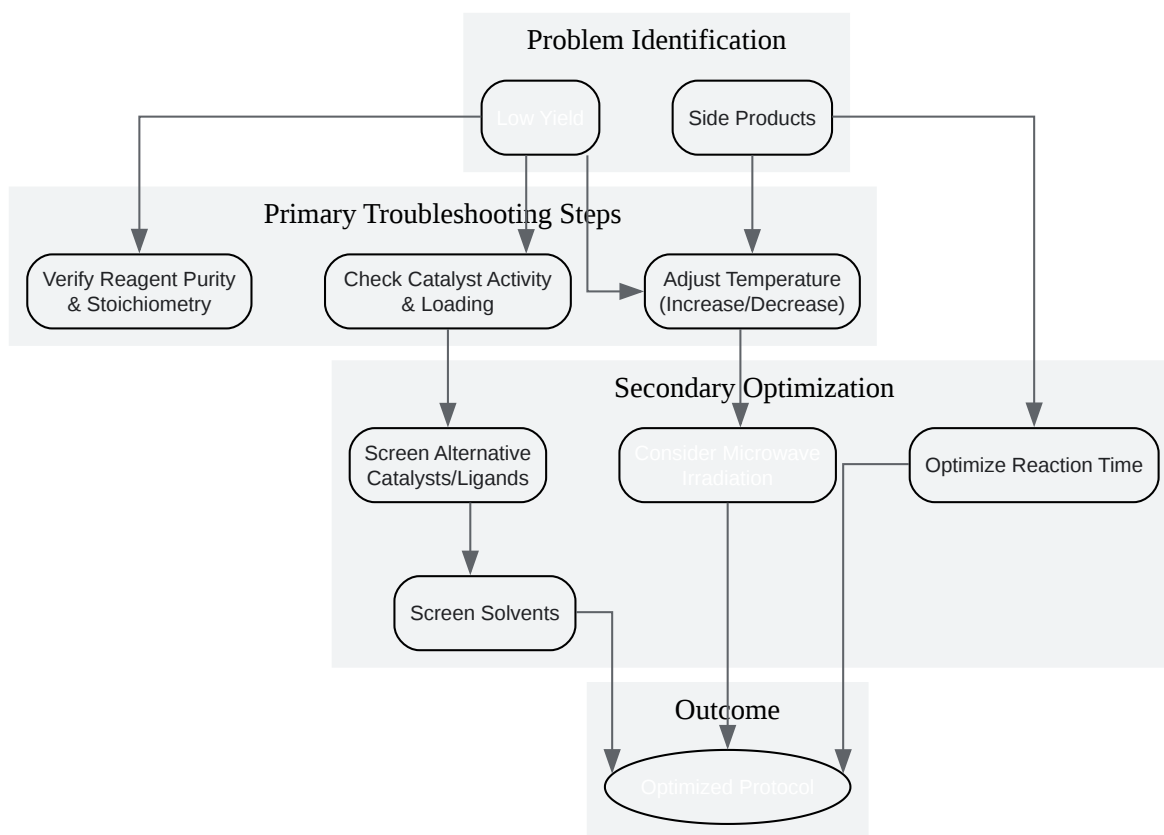 Problem Identification
Low Yield
Side Products
Primary Troubleshooting Steps
Verify Reagent Purity
& Stoichiometry
Check Catalyst Activity
& Loading
Adjust Temperature
(Increase/Decrease)
Secondary Optimization
Screen Alternative
Catalysts/Ligands
Consider Microwave
Irradiation
Optimize Reaction Time
Screen Solvents
Outcome
Optimized Protocol